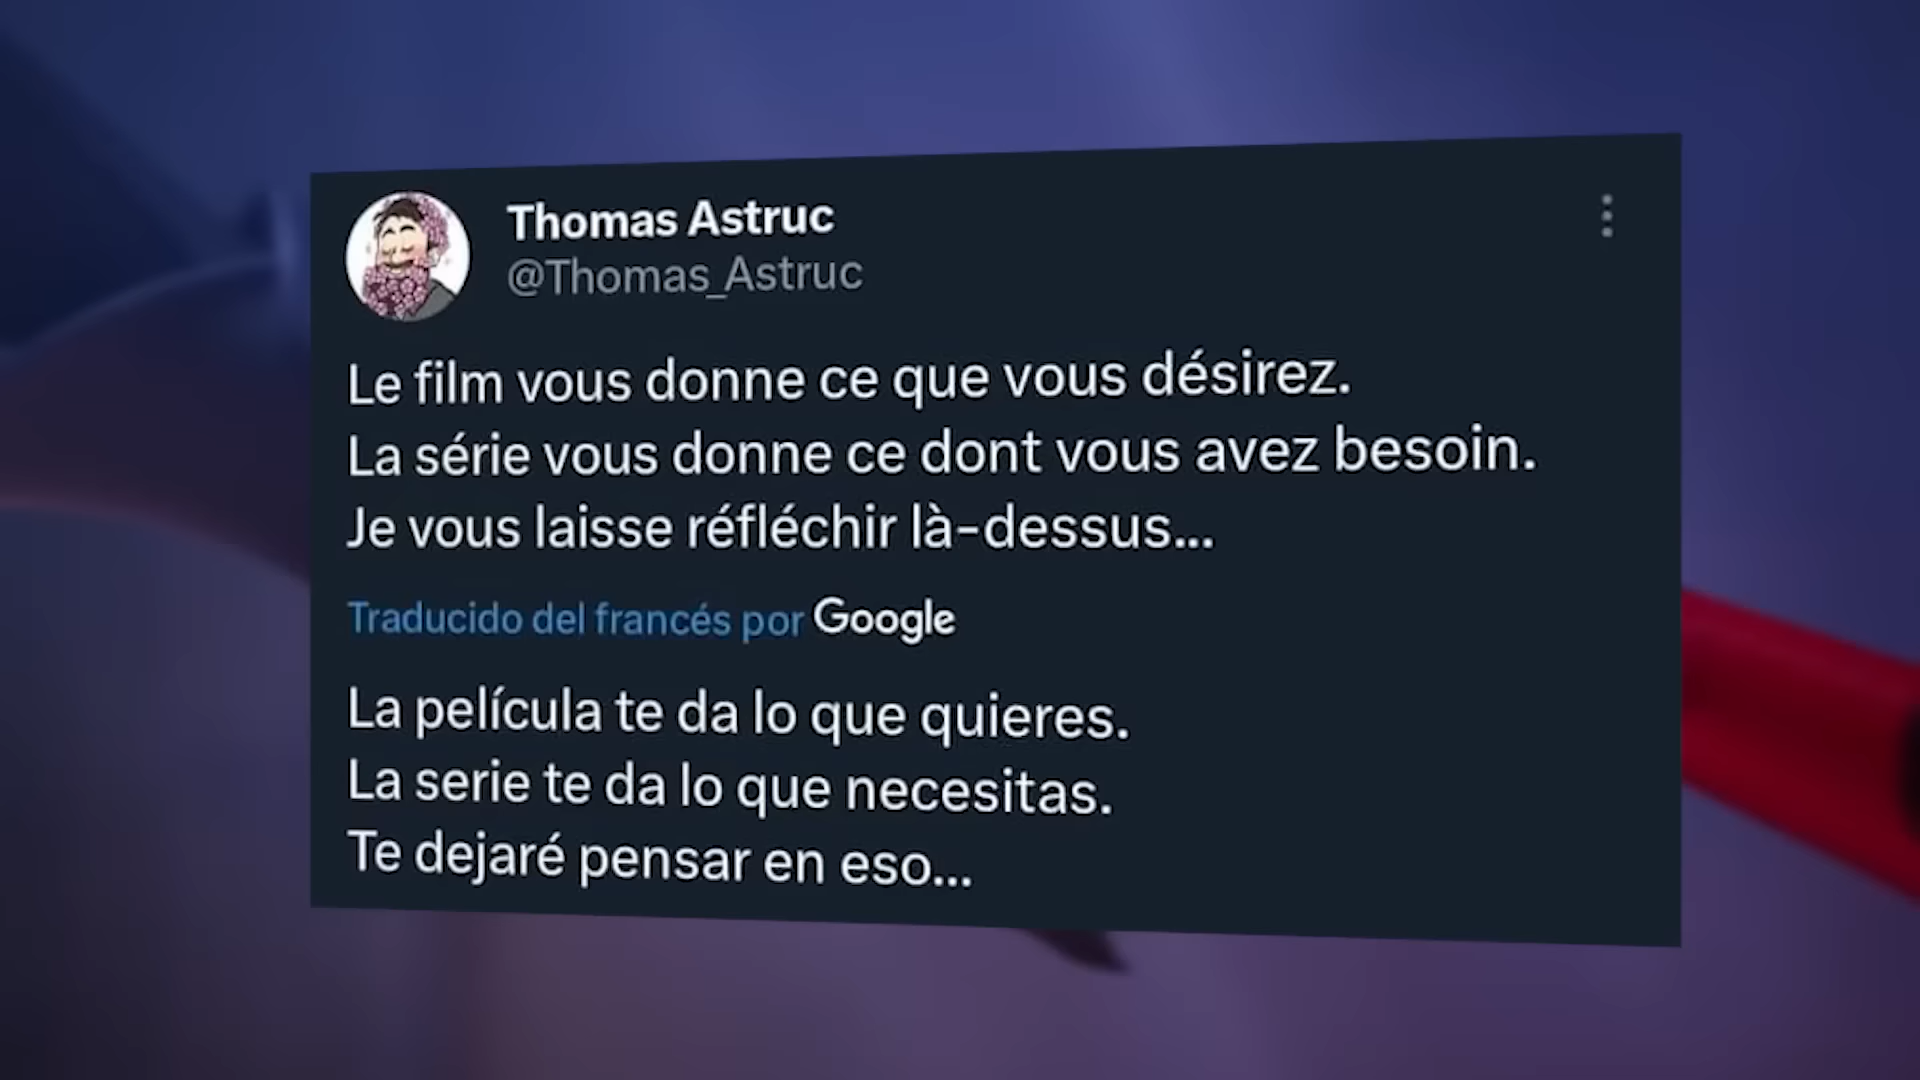 Thomas Astruc
@Thomas_Astruc
Le film vous donne ce que vous désirez.
La série vous donne ce dont vous avez besoin.
Je vous laisse réfléchir là-dessus...
Traducido del francés por Google
La película te da lo que quieres.
La serie te da lo que necesitas.
Te dejaré pensar en eso...